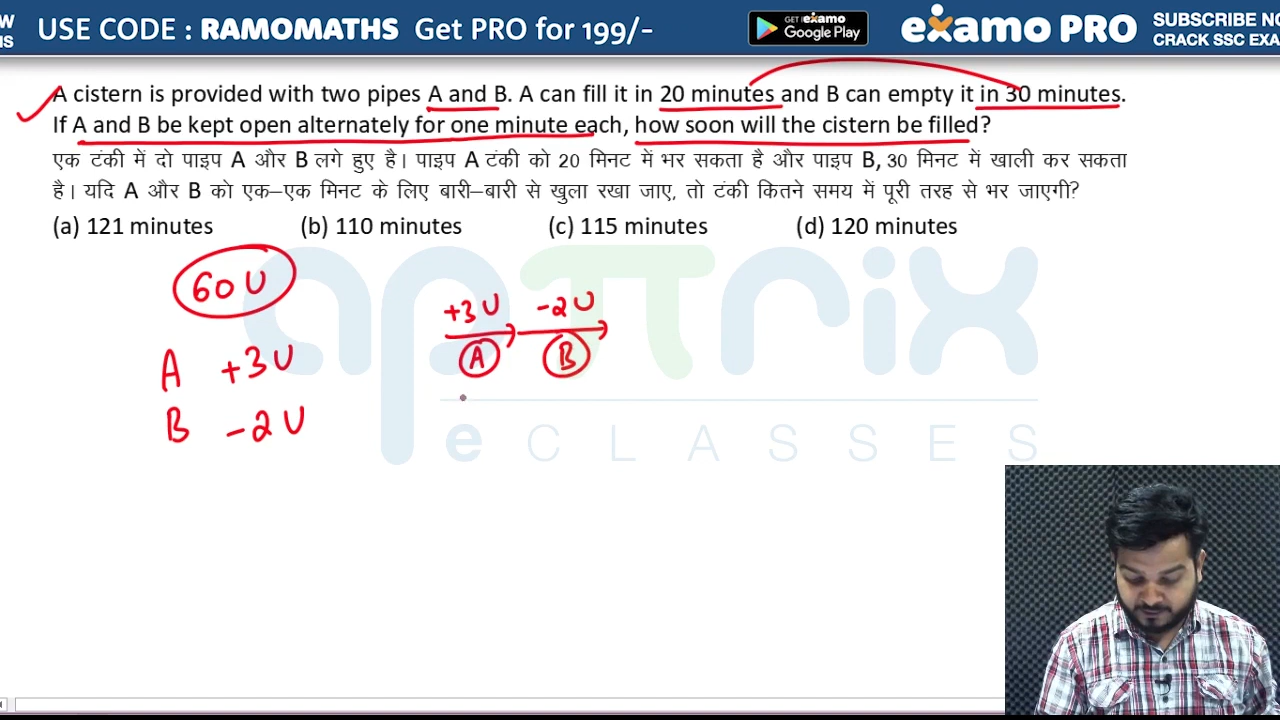 USE CODE : RAMOMATHS Get PRO for 199/-
GET IT ON examo Google Play
examo PRO
SUBSCRIBE NO
CRACK SSC EXA
A cistern is provided with two pipes A and B. A can fill it in 20 minutes and B can empty it in 30 minutes.
If A and B be kept open alternately for one minute each, how soon will the cistern be filled?
एक टंकी में दो पाइप A और B लगे हुए है। पाइप A टंकी को 20 मिनट में भर सकता है और पाइप B, 30 मिनट में खाली कर सकता
है। यदि A और B को एक–एक मिनट के लिए बारी–बारी से खुला रखा जाए, तो टंकी कितने समय में पूरी तरह से भर जाएगी?
(a) 121 minutes (b) 110 minutes (c) 115 minutes (d) 120 minutes
60 U
+3U -2U
A B
A +3U
B -2U
apπrix
e CLASSES